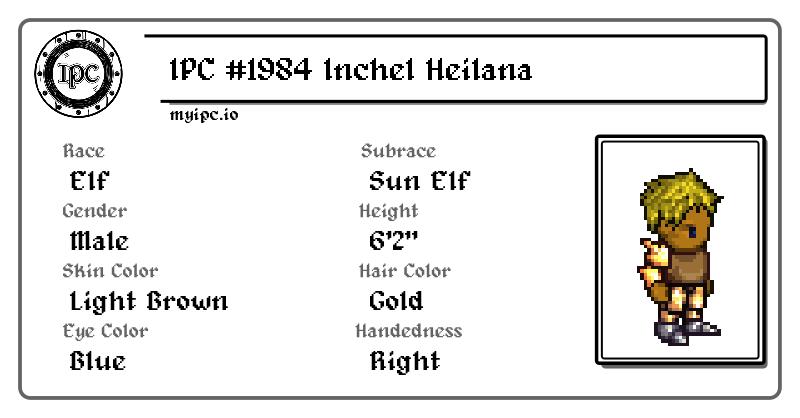 IPC
IPC #1984 Inchel Heilana
myipc.io
Race
Elf
Subrace
Sun Elf
Gender
Male
Height
6'2"
Skin Color
Light Brown
Hair Color
Gold
Eye Color
Blue
Handedness
Right